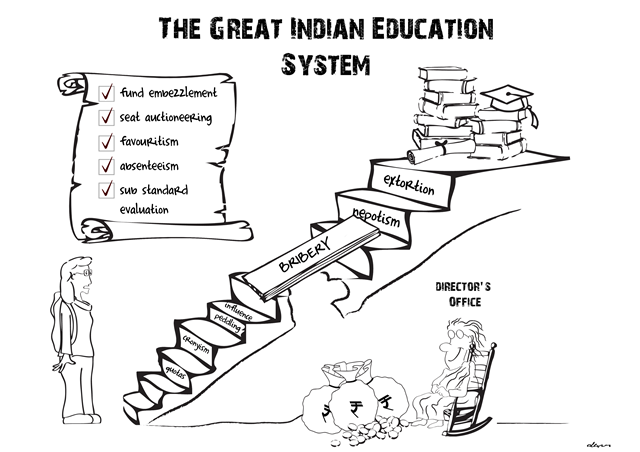 THE GREAT INDIAN EDUCATION
SYSTEM
fund embezzlement
seat auctioneering
favouritism
absenteeism
sub standard
evaluation
extortion
nepotism
BRIBERY
influence
peddling
cronyism
quotas
DIRECTOR'S
OFFICE
₹ ₹ ₹